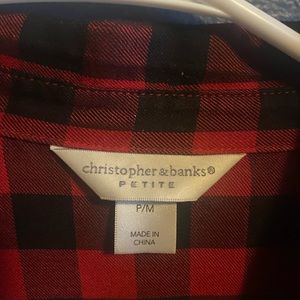 christopher & banks®
PETITE
P/M
MADE IN
CHINA